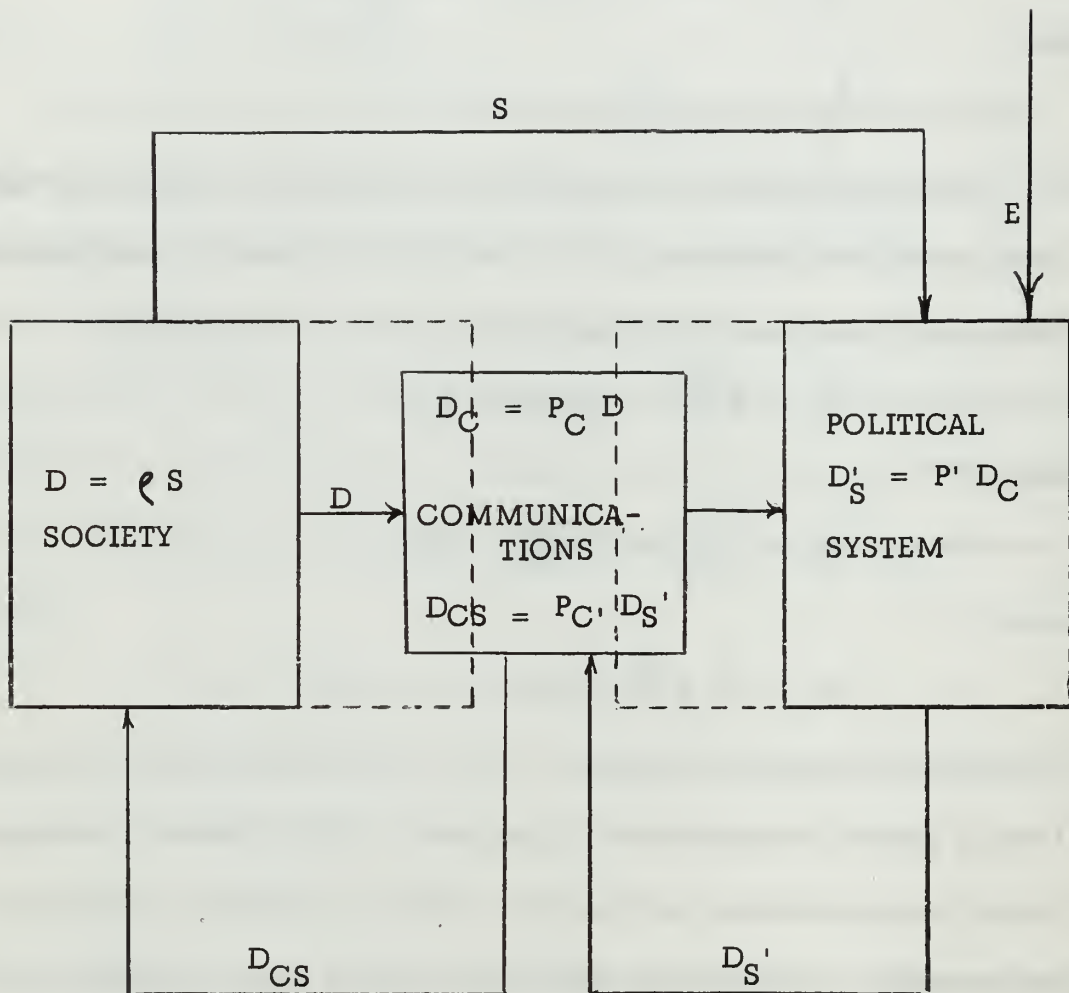 S
E
D = ρ S
SOCIETY
D
D_C = P_C D
COMMUNICA-
TIONS
D_CS = P_C' D_S'
POLITICAL
D'_S = P' D_C
SYSTEM
D_CS
D_S'